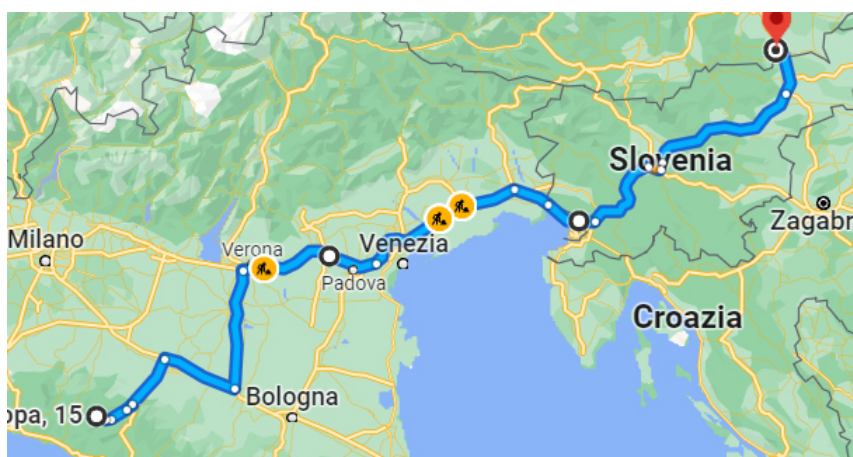 Slovenia
Zagabr
Milano
Verona
Venezia
Padova
Croazia
Bologna
opa, 15